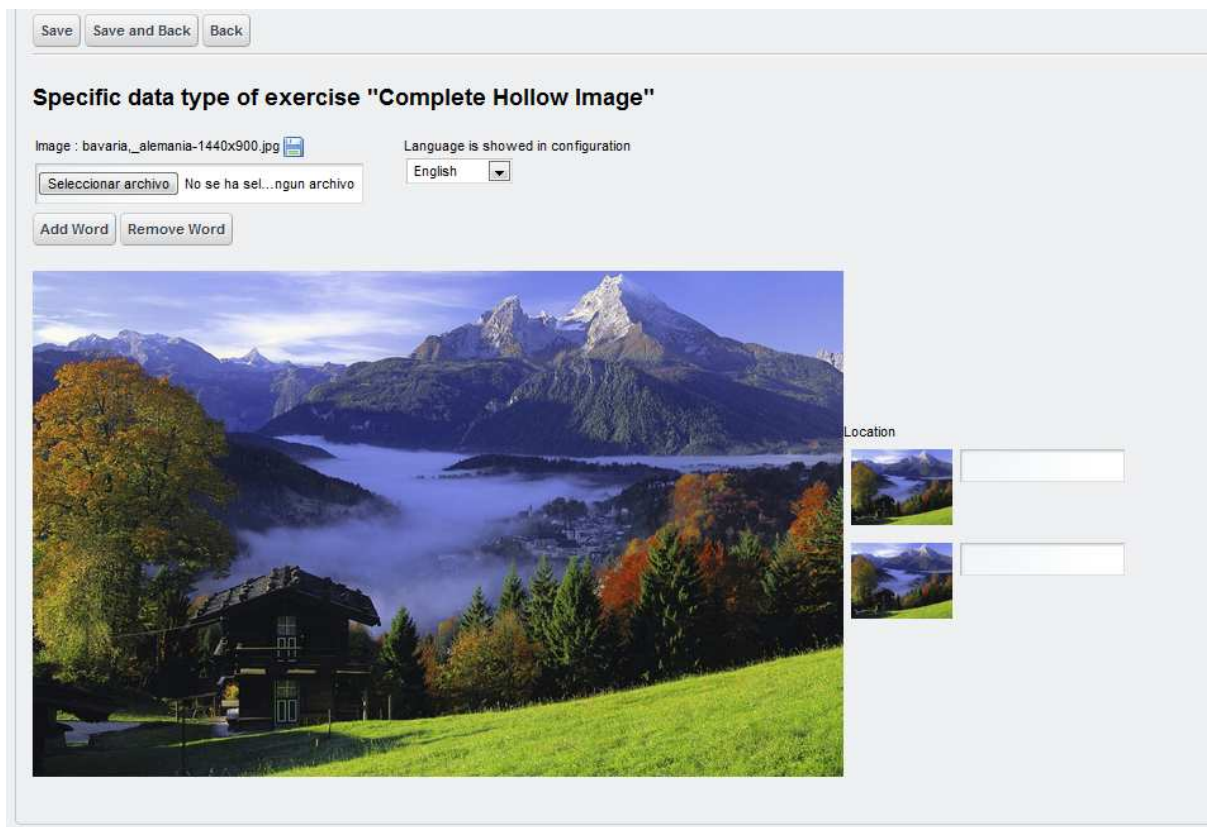 Save Save and Back Back
Specific data type of exercise "Complete Hollow Image"
Image : bavaria,_alemania-1440x900.jpg Language is showed in configuration
Seleccionar archivo No se ha sel...ngun archivo English
Add Word Remove Word
Location